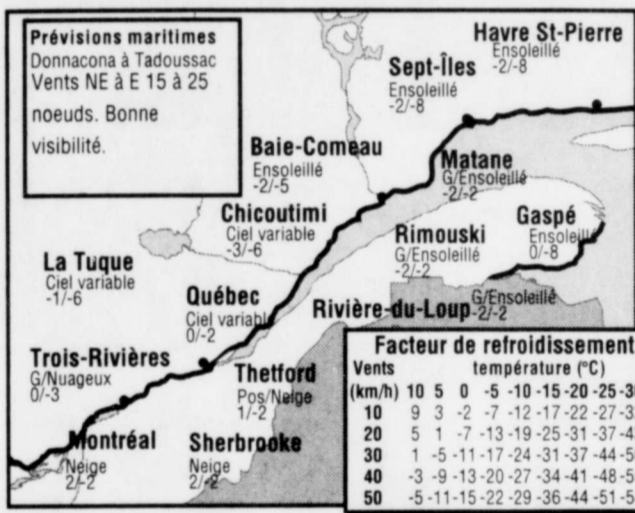 Prévisions maritimes
Donnacona à Tadoussac
Vents NE à E 15 à 25
noeuds. Bonne
visibilité.
Havre St-Pierre
Ensoleillé
-2/-8
Sept-Îles
Ensoleillé
-2/-8
Baie-Comeau
Ensoleillé
-2/-5
Matane
G/Ensoleillé
-2/-2
Chicoutimi
Ciel variable
-3/-6
Gaspé
Ensoleillé
0/-8
Rimouski
G/Ensoleillé
-2/-2
La Tuque
Ciel variable
-1/-6
Québec
Ciel variable
0/-2
Rivière-du-Loup
G/Ensoleillé
-2/-2
Trois-Rivières
G/Nuageux
0/-3
Thetford
Pos/Neige
1/-2
Montréal
Neige
2/-2
Sherbrooke
Neige
2/-2
Facteur de refroidissement
Vents température (°C)
(km/h) 10 5 0 -5 -10 -15 -20 -25
10 9 3 -2 -7 -12 -17 -22 -27
20 5 1 -7 -13 -19 -25 -31 -37
30 1 -5 -11 -17 -24 -31 -37 -44
40 -3 -9 -13 -20 -27 -34 -41 -48
50 -5 -11 -15 -22 -29 -36 -44 -51